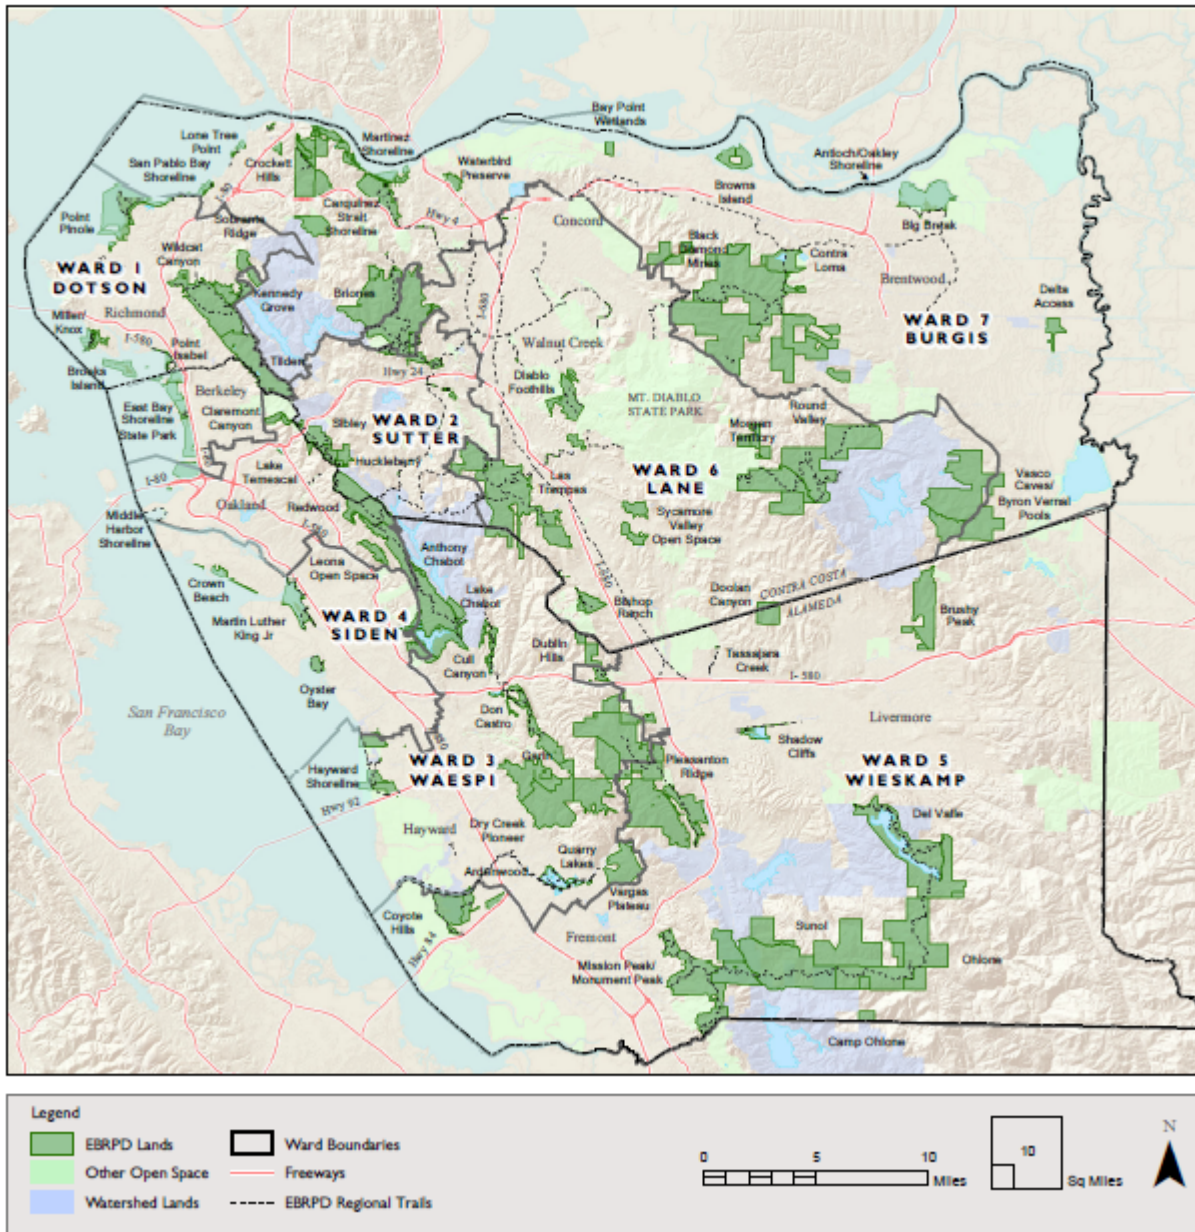 Bay Point
Wetlands
Lone Tree
Point
Martinez
Shoreline
San Pablo Bay
Shoreline
Crockett
Hills
Waterbird
Preserve
Antioch/Oakley
Shoreline
Browns
Island
Point
Pinole
Sobrante
Ridge
Carquinez
Strait
Shoreline
Hwy 4
Concord
Big Break
Wildcat
Canyon
Black
Diamond
Mines
Contra
Loma
Brentwood
WARD 1
DOTSON
Kennedy
Grove
Briones
I-680
Delta
Access
Miller
Knox
Richmond
I-580
Point
Isabel
WARD 7
BURGIS
Walnut Creek
Brooks
Island
Tilden
Hwy 24
Diablo
Foothills
Berkeley
MT. DIABLO
STATE PARK
East Bay
Shoreline
State Park
Claremont
Canyon
Round
Valley
Sibley
WARD 2
SUTTER
Morgan
Territory
Huckleberry
Lake
Temescal
I-80
Las
Trampas
WARD 6
LANE
Vasco
Caves/
Byron Vernal
Pools
Oakland
Redwood
Sycamore
Valley
Open Space
Middle
Harbor
Shoreline
Leona
Open Space
Anthony
Chabot
Crown
Beach
Lake
Chabot
Bishop
Ranch
Doolan
Canyon
CONTRA COSTA
ALAMEDA
Brushy
Peak
Martin Luther
King Jr
WARD 4
SIDEN
Dublin
Hills
Cull
Canyon
Tassajara
Creek
I- 580
Oyster
Bay
San Francisco
Bay
Don
Castro
Livermore
Shadow
Cliffs
Garin
WARD 3
WAESPI
Pleasanton
Ridge
WARD 5
WIESKAMP
Hayward
Shoreline
Hwy 92
Del Valle
Hayward
Dry Creek
Pioneer
Quarry
Lakes
Ardenwood
Vargas
Plateau
Coyote
Hills
Hwy 84
Fremont
Sunol
Mission Peak/
Monument Peak
Ohlone
Camp Ohlone
Legend
EBRPD Lands
Ward Boundaries
Other Open Space
Freeways
Watershed Lands
EBRPD Regional Trails
0
5
10
Miles
10
Sq Miles
N